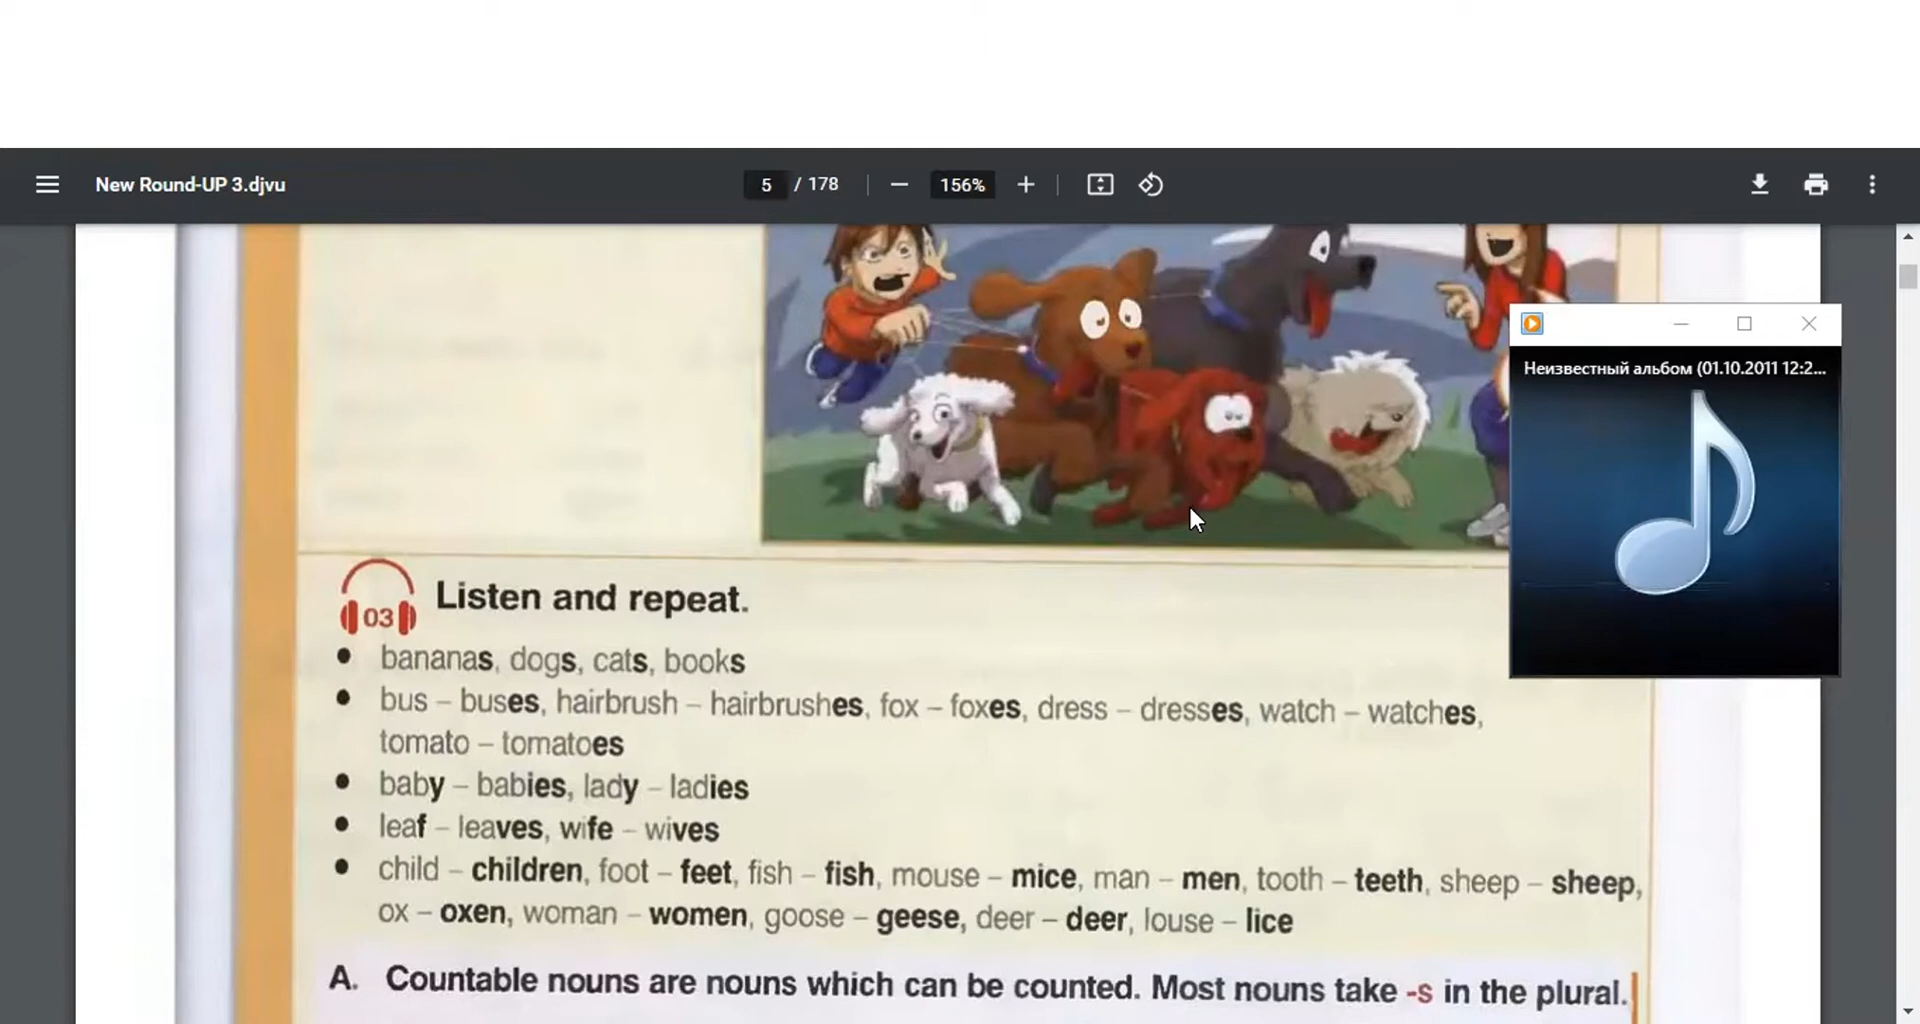 New Round-UP 3.djvu
5 / 178
156%
Неизвестный альбом (01.10.2011 12:2...
03
Listen and repeat.
• bananas, dogs, cats, books
• bus – buses, hairbrush – hairbrushes, fox – foxes, dress – dresses, watch – watches,
tomato – tomatoes
• baby – babies, lady – ladies
• leaf – leaves, wife – wives
• child – children, foot – feet, fish – fish, mouse – mice, man – men, tooth – teeth, sheep – sheep,
ox – oxen, woman – women, goose – geese, deer – deer, louse – lice
A. Countable nouns are nouns which can be counted. Most nouns take -s in the plural.